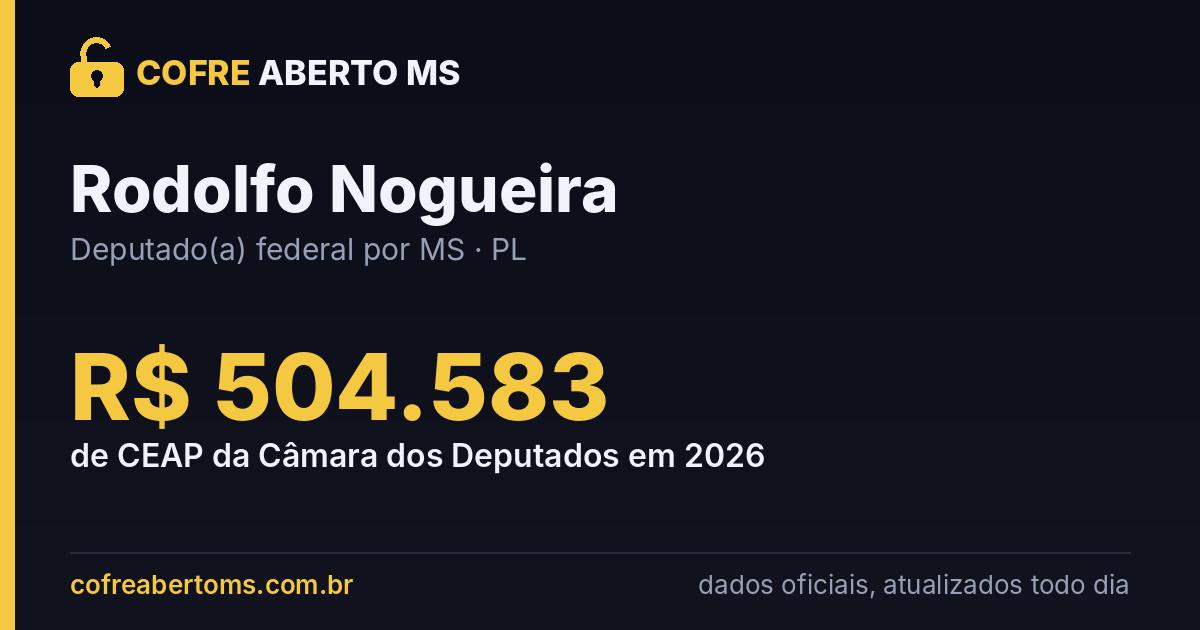 COFRE ABERTO MS
Rodolfo Nogueira
Deputado(a) federal por MS · PL
R$ 504.583
de CEAP da Câmara dos Deputados em 2026
cofreabertoms.com.br
dados oficiais, atualizados todo dia